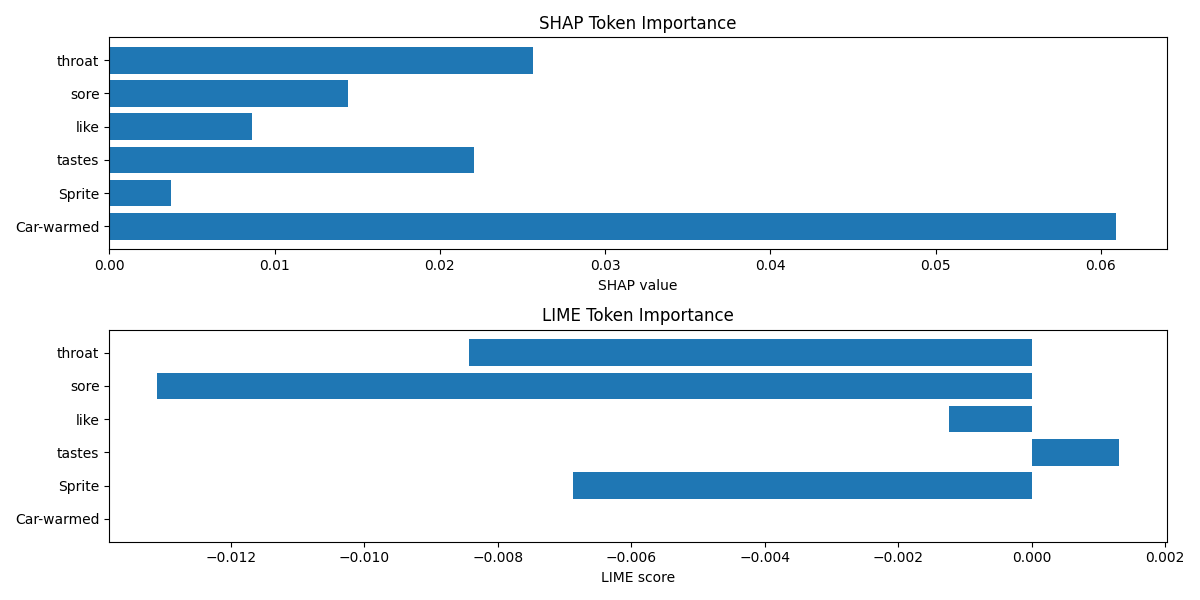 SHAP Token Importance
throat
sore
like
tastes
Sprite
Car-warmed
0.00 0.01 0.02 0.03 0.04 0.05 0.06
SHAP value
LIME Token Importance
throat
sore
like
tastes
Sprite
Car-warmed
−0.012 −0.010 −0.008 −0.006 −0.004 −0.002 0.000 0.002
LIME score